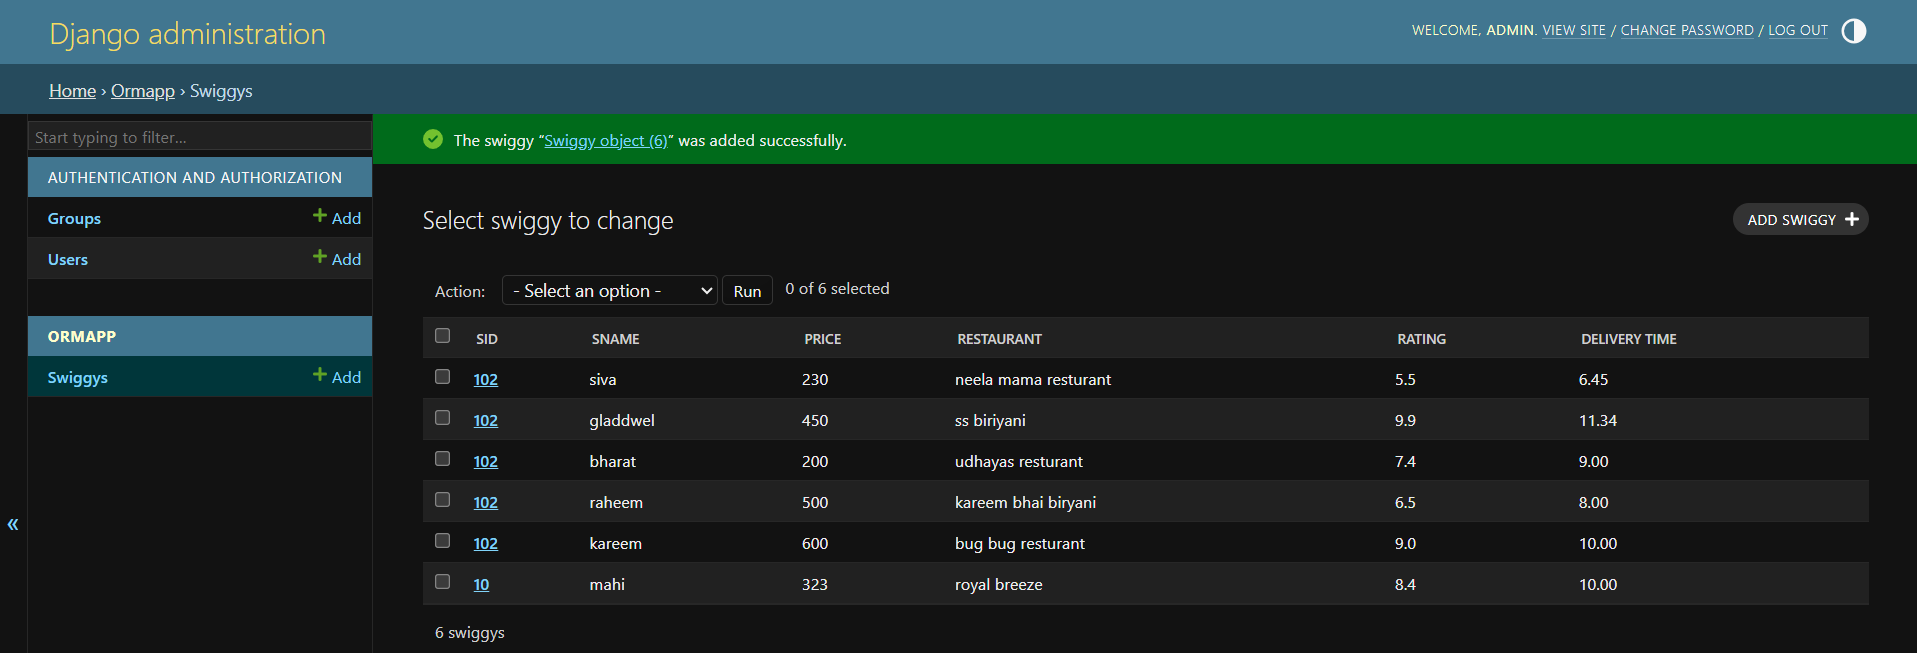 Django administration
WELCOME, ADMIN. VIEW SITE / CHANGE PASSWORD / LOG OUT
Home › Ormapp › Swiggys
Start typing to filter...
AUTHENTICATION AND AUTHORIZATION
Groups + Add
Users + Add
ORMAPP
Swiggys + Add
«
The swiggy “Swiggy object (6)” was added successfully.
Select swiggy to change
ADD SWIGGY +
Action: - Select an option - Run 0 of 6 selected
SID SNAME PRICE RESTAURANT RATING DELIVERY TIME
102 siva 230 neela mama resturant 5.5 6.45
102 gladdwel 450 ss biriyani 9.9 11.34
102 bharat 200 udhayas resturant 7.4 9.00
102 raheem 500 kareem bhai biryani 6.5 8.00
102 kareem 600 bug bug resturant 9.0 10.00
10 mahi 323 royal breeze 8.4 10.00
6 swiggys